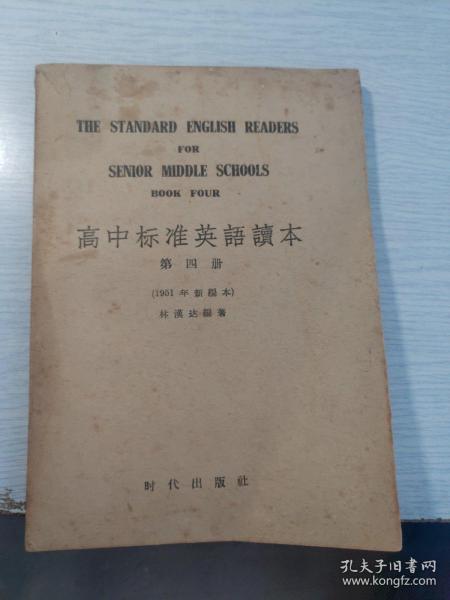 THE STANDARD ENGLISH READERS
FOR
SENIOR MIDDLE SCHOOLS
BOOK FOUR
高中标准英語讀本
第四册
(1951年新編本)
林漢达編著
时代出版社
孔夫子旧书网
www.kongfz.com